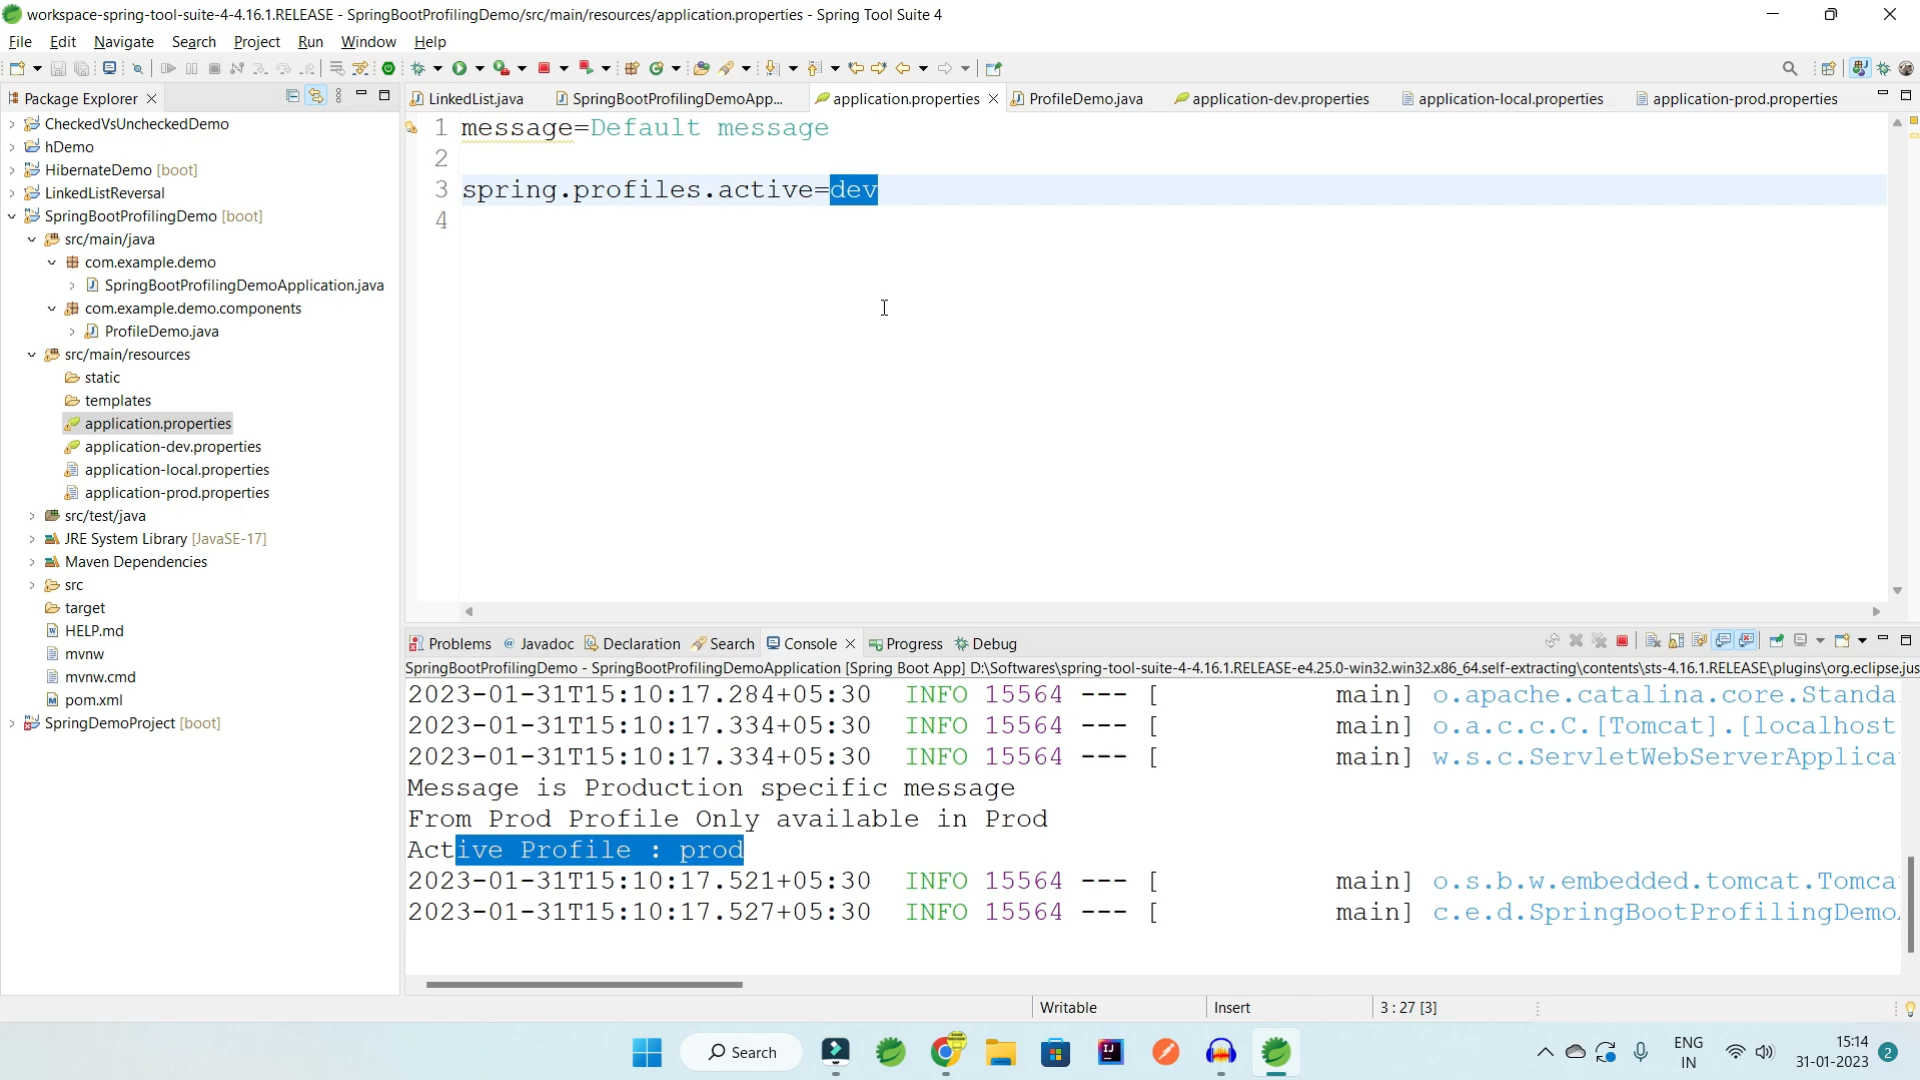 workspace-spring-tool-suite-4-4.16.1.RELEASE - SpringBootProfilingDemo/src/main/resources/application.properties - Spring Tool Suite 4
File Edit Navigate Search Project Run Window Help
Package Explorer
LinkedList.java SpringBootProfilingDemoApp... application.properties ProfileDemo.java application-dev.properties application-local.properties application-prod.properties
CheckedVsUncheckedDemo
hDemo
HibernateDemo [boot]
LinkedListReversal
SpringBootProfilingDemo [boot]
src/main/java
com.example.demo
SpringBootProfilingDemoApplication.java
com.example.demo.components
ProfileDemo.java
src/main/resources
static
templates
application.properties
application-dev.properties
application-local.properties
application-prod.properties
src/test/java
JRE System Library [JavaSE-17]
Maven Dependencies
src
target
HELP.md
mvnw
mvnw.cmd
pom.xml
SpringDemoProject [boot]
1 message=Default message
2
3 spring.profiles.active=dev
4
Problems Javadoc Declaration Search Console Progress Debug
SpringBootProfilingDemo - SpringBootProfilingDemoApplication [Spring Boot App] D:\Softwares\spring-tool-suite-4-4.16.1.RELEASE-e4.25.0-win32.win32.x86_64.self-extracting\contents\sts-4.16.1.RELEASE\plugins\org.eclipse.jus
2023-01-31T15:10:17.284+05:30 INFO 15564 --- [ main] o.apache.catalina.core.Standa
2023-01-31T15:10:17.334+05:30 INFO 15564 --- [ main] o.a.c.c.C.[Tomcat].[localhost
2023-01-31T15:10:17.334+05:30 INFO 15564 --- [ main] w.s.c.ServletWebServerApplica
Message is Production specific message
From Prod Profile Only available in Prod
Active Profile : prod
2023-01-31T15:10:17.521+05:30 INFO 15564 --- [ main] o.s.b.w.embedded.tomcat.Tomca
2023-01-31T15:10:17.527+05:30 INFO 15564 --- [ main] c.e.d.SpringBootProfilingDemo
Writable Insert 3 : 27 [3]
Search
ENG
IN
15:14
31-01-2023
2